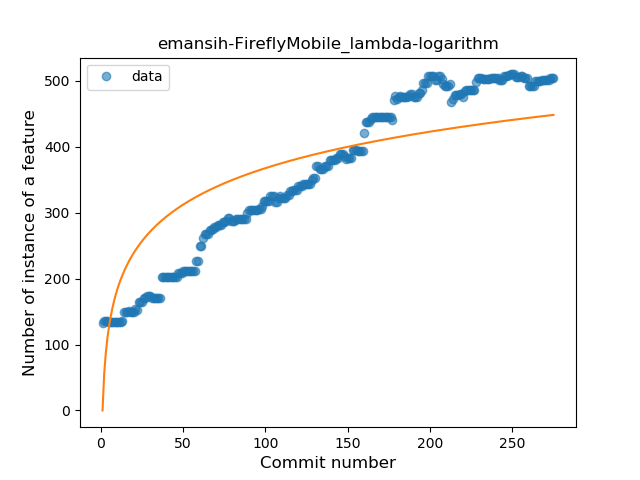 emansih-FireflyMobile_lambda-logarithm
data
Number of instance of a feature
500
400
300
200
100
0
0 50 100 150 200 250
Commit number